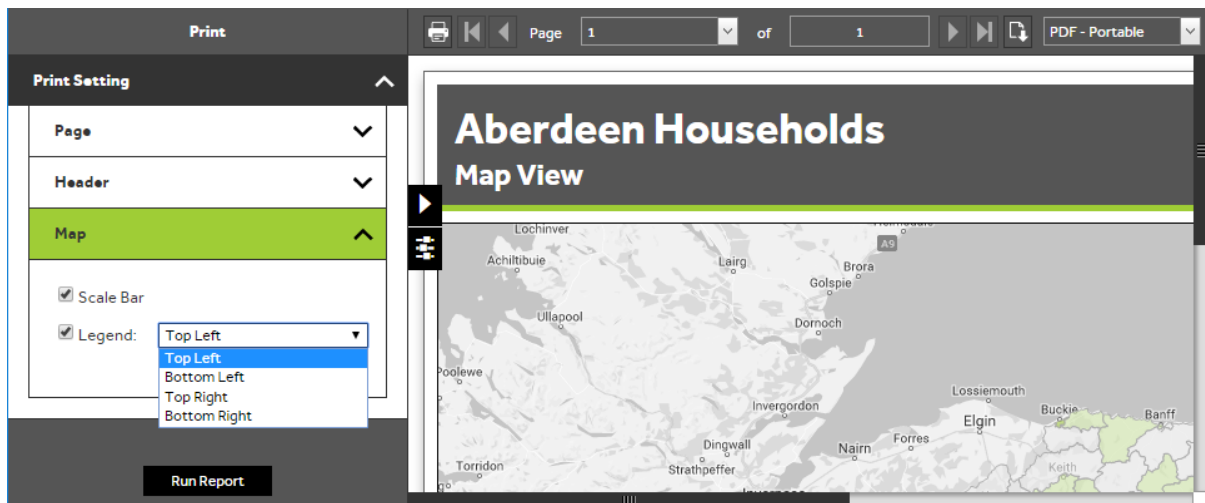 Print
Print Setting
Page
Header
Map
Scale Bar
Legend: Top Left
Top Left
Bottom Left
Top Right
Bottom Right
Run Report
Page 1 of 1 PDF - Portable
Aberdeen Households
Map View
Lochinver
A9
Achiltibuie
Lairg
Brora
Golspie
Ullapool
Dornoch
Poolewe
Lossiemouth
Invergordon
Buckie
Banff
Elgin
Dingwall
Nairn
Forres
Torridon
Strathpeffer
Keith